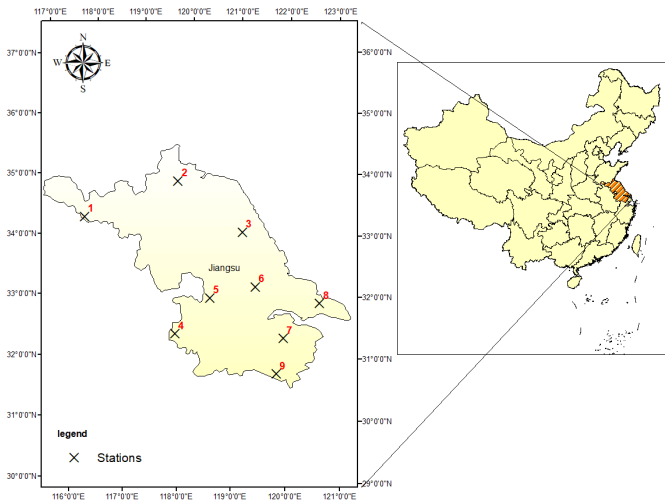 117°0'0"E 118°0'0"E 119°0'0"E 120°0'0"E 121°0'0"E 122°0'0"E 123°0'0"E
37°0'0"N
36°0'0"N
35°0'0"N
34°0'0"N
33°0'0"N
32°0'0"N
31°0'0"N
30°0'0"N
N
W E
S
2
1
3
Jiangsu
6
5
8
4
7
9
legend
Stations
36°0'0"N
35°0'0"N
34°0'0"N
33°0'0"N
32°0'0"N
31°0'0"N
30°0'0"N
29°0'0"N
116°0'0"E 117°0'0"E 118°0'0"E 119°0'0"E 120°0'0"E 121°0'0"E